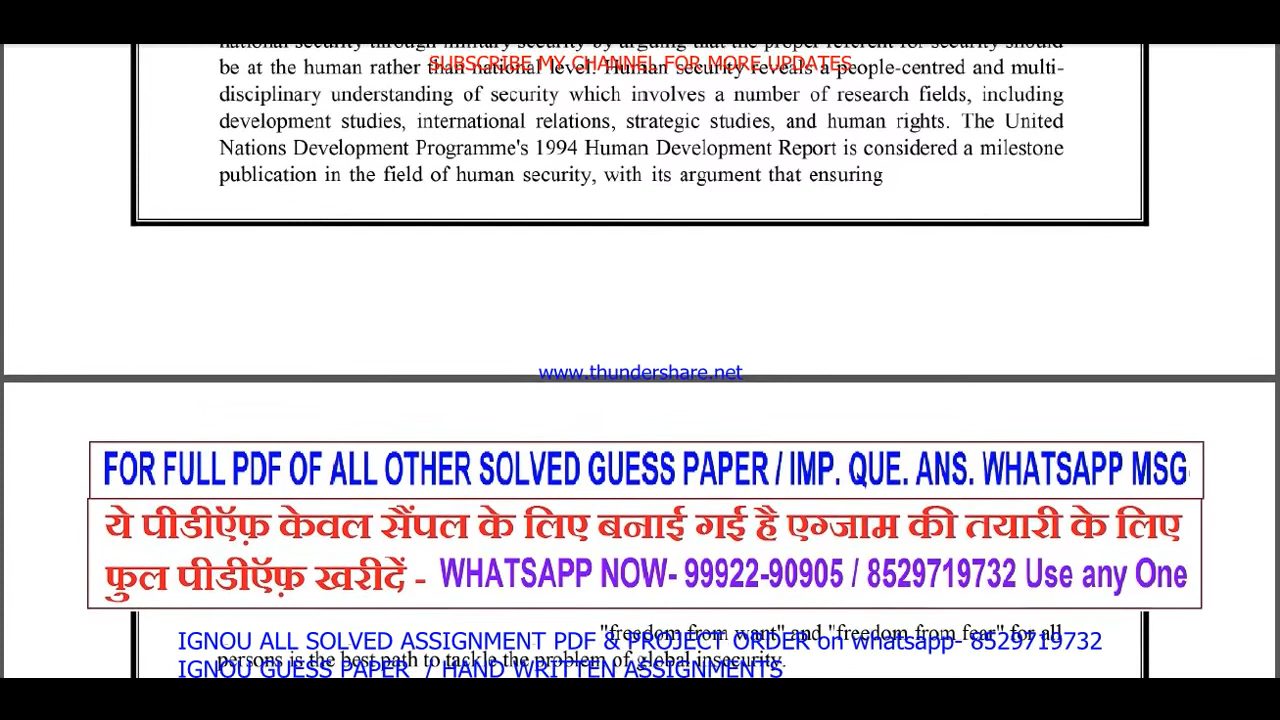 national security through military security by arguing that the proper referent for security should
SUBSCRIBE MY CHANNEL FOR MORE UPDATES
be at the human rather than national level. Human security reveals a people-centred and multi-
disciplinary understanding of security which involves a number of research fields, including
development studies, international relations, strategic studies, and human rights. The United
Nations Development Programme's 1994 Human Development Report is considered a milestone
publication in the field of human security, with its argument that ensuring
www.thundershare.net
FOR FULL PDF OF ALL OTHER SOLVED GUESS PAPER / IMP. QUE. ANS. WHATSAPP MSG
ये पीडीऍफ़ केवल सैंपल के लिए बनाई गई है एग्जाम की तयारी के लिए
फुल पीडीऍफ़ खरीदें - WHATSAPP NOW- 99922-90905 / 8529719732 Use any One
"freedom from want" and "freedom from fear" for all
IGNOU ALL SOLVED ASSIGNMENT PDF & PROJECT ORDER on whatsapp- 8529719732
persons is the best path to tackle the problem of global insecurity.
IGNOU GUESS PAPER / HAND WRITTEN ASSIGNMENTS